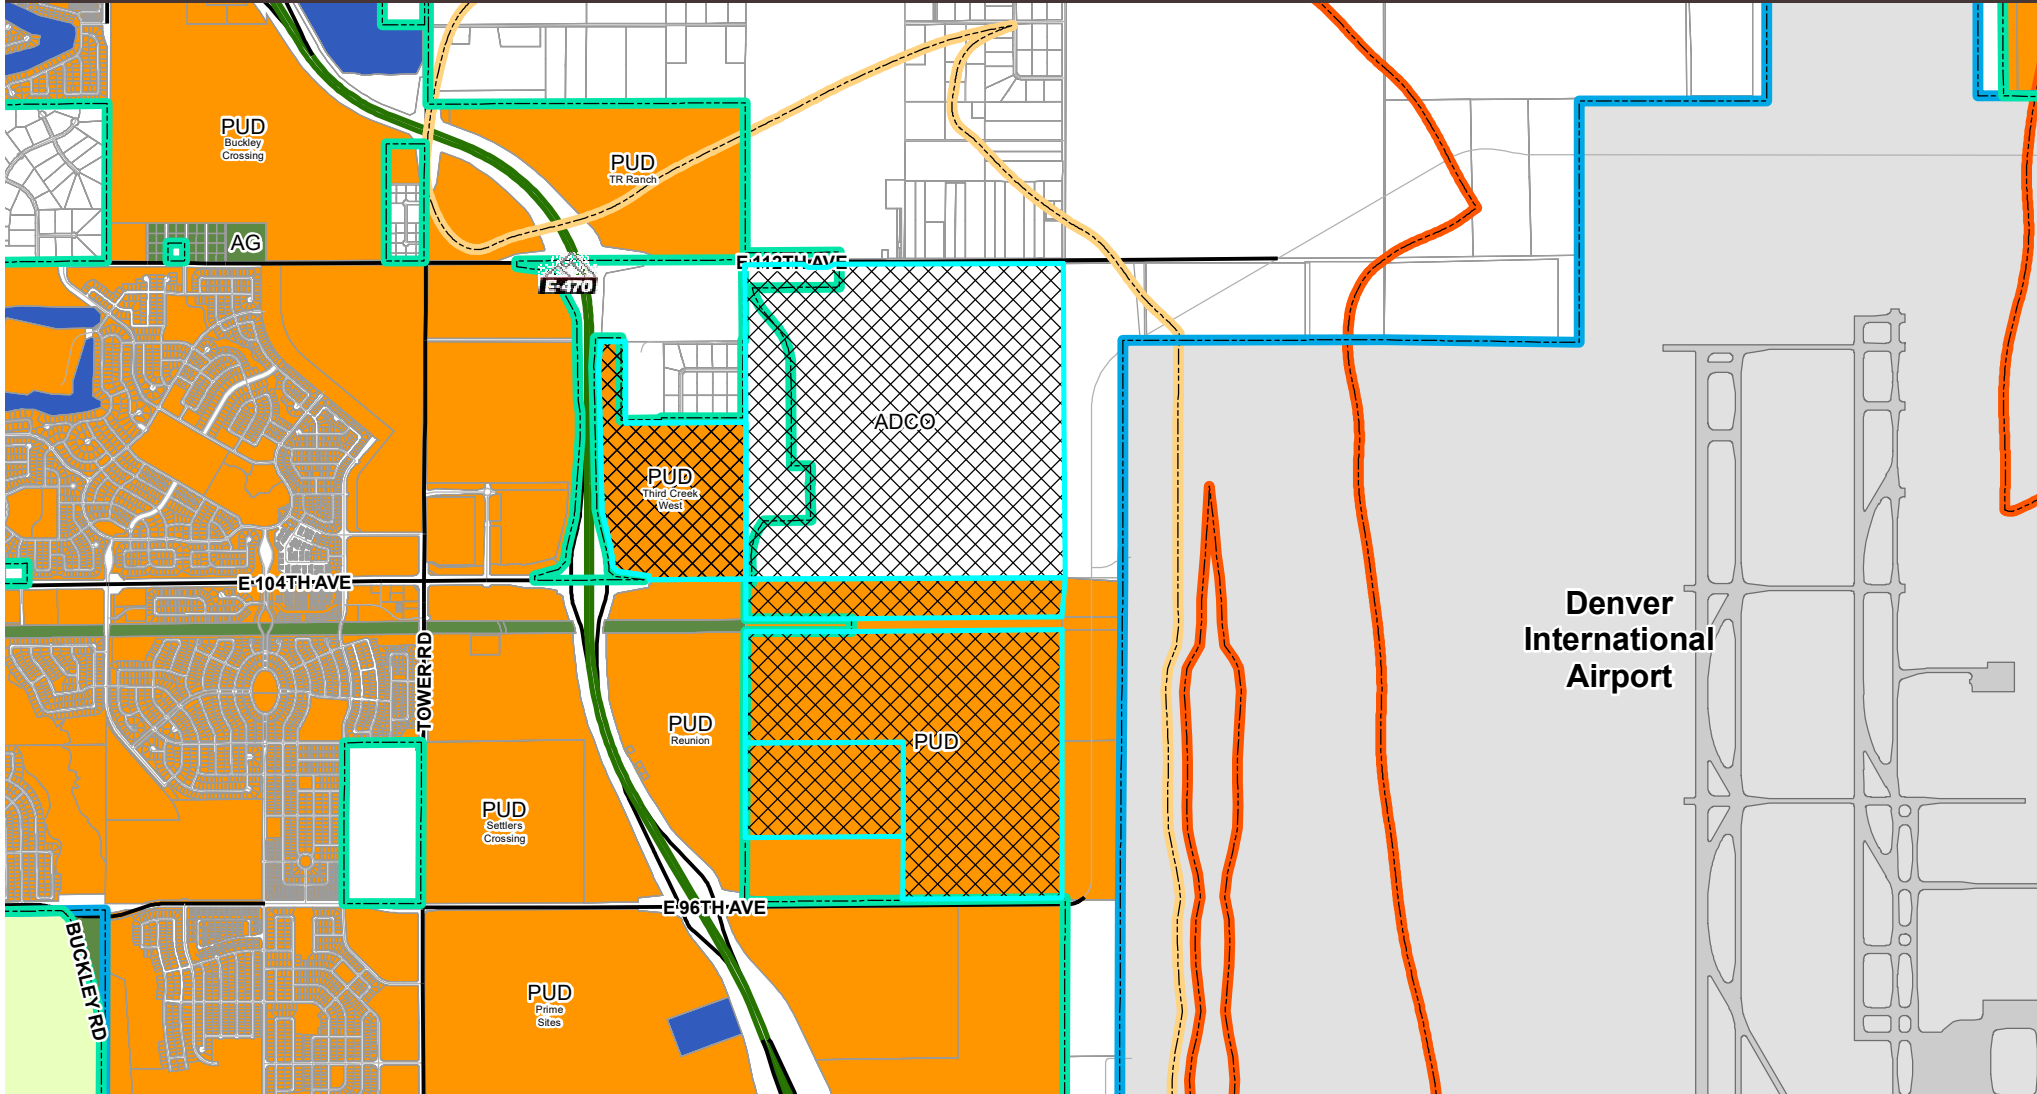 PUD
Buckley
Crossing
PUD
TR Ranch
AG
E 112TH AVE
E-470
ADCO
PUD
Third Creek
West
E 104TH AVE
Denver
International
Airport
TOWER RD
PUD
Reunion
PUD
PUD
Settlers
Crossing
E 96TH AVE
BUCKLEY RD
PUD
Prime
Sites